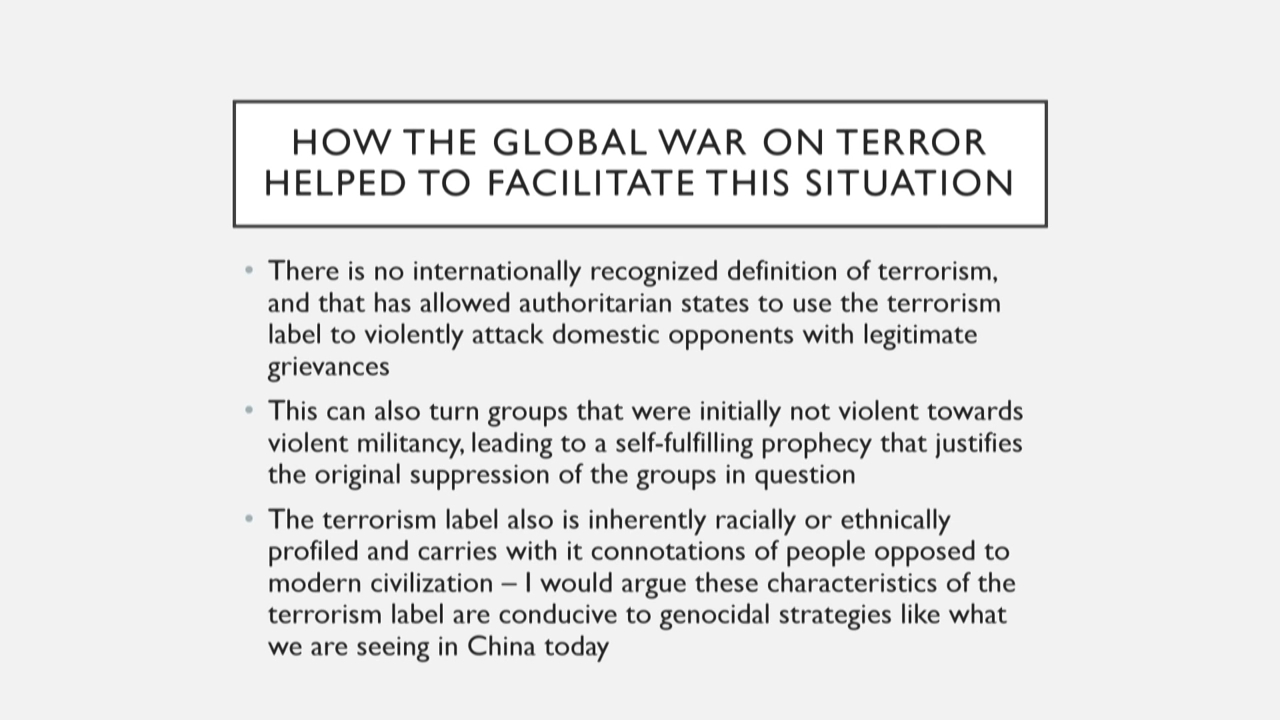 HOW THE GLOBAL WAR ON TERROR
HELPED TO FACILITATE THIS SITUATION
• There is no internationally recognized definition of terrorism,
and that has allowed authoritarian states to use the terrorism
label to violently attack domestic opponents with legitimate
grievances
• This can also turn groups that were initially not violent towards
violent militancy, leading to a self-fulfilling prophecy that justifies
the original suppression of the groups in question
• The terrorism label also is inherently racially or ethnically
profiled and carries with it connotations of people opposed to
modern civilization – I would argue these characteristics of the
terrorism label are conducive to genocidal strategies like what
we are seeing in China today